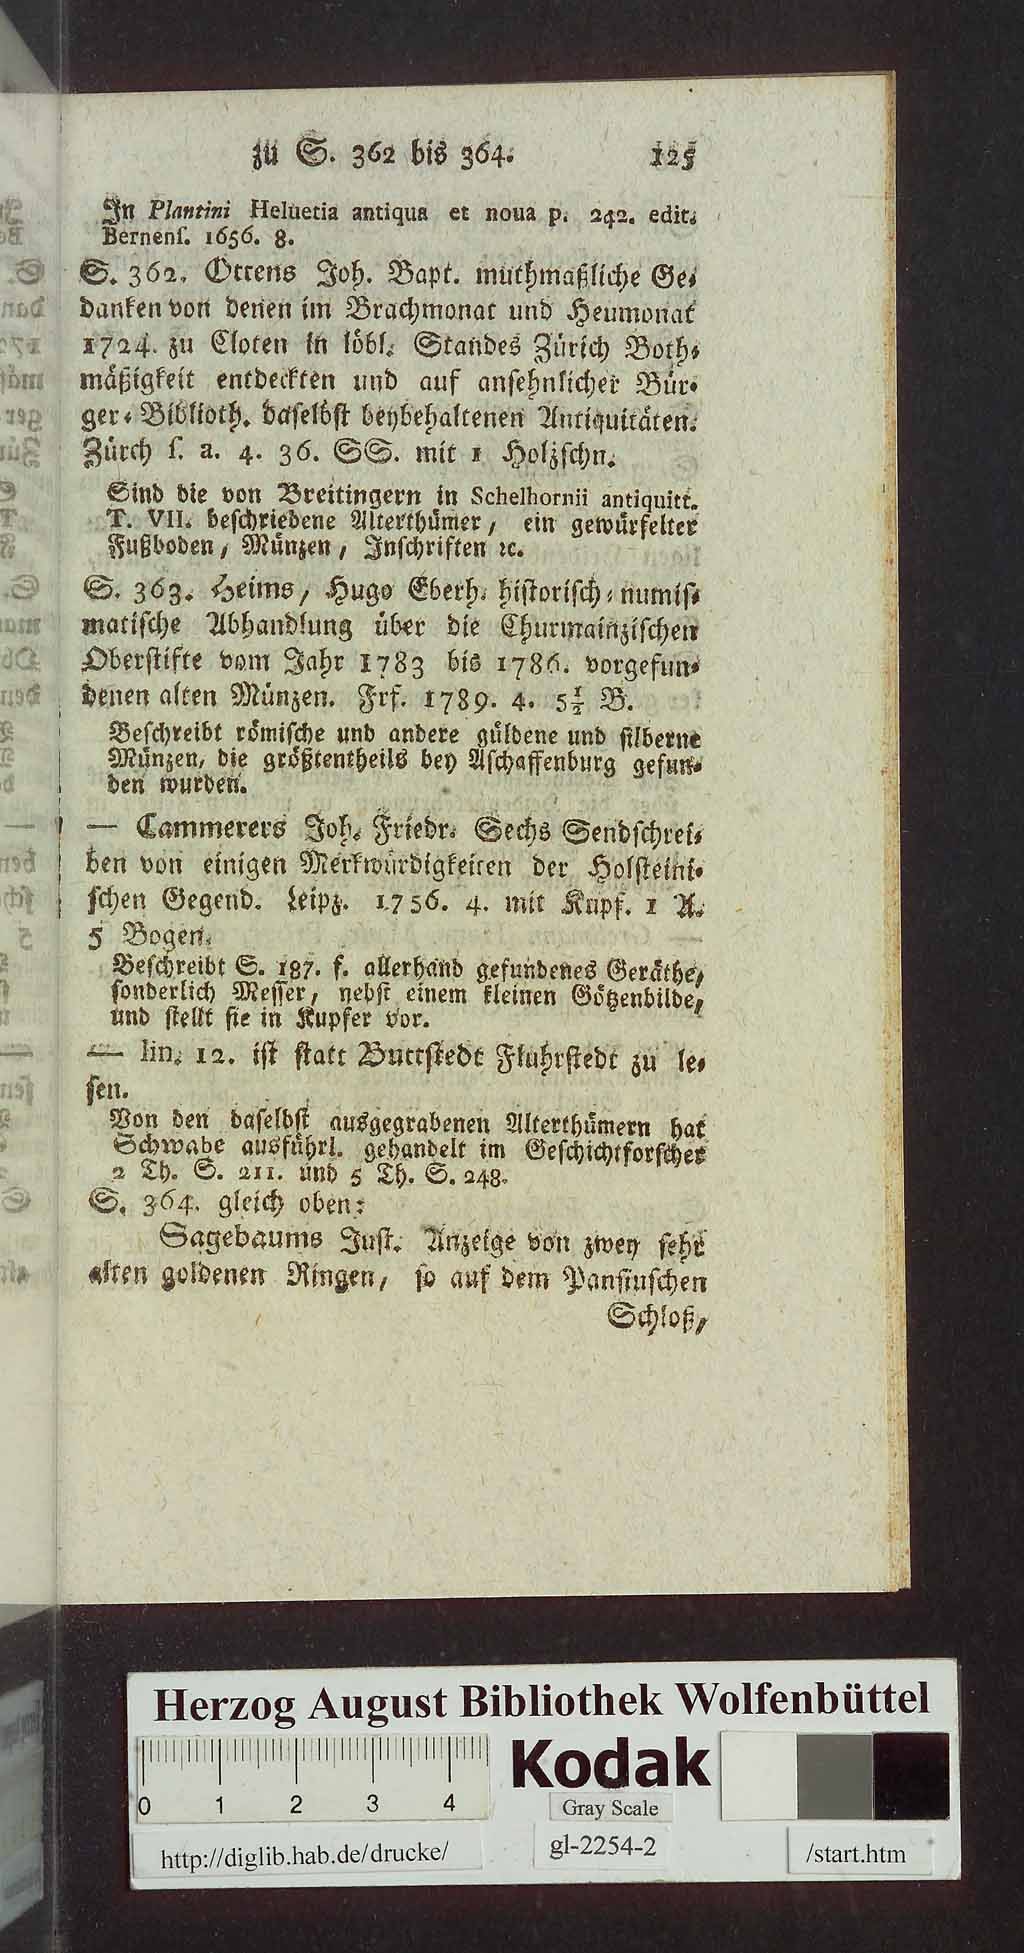 zu S. 362 bis 364. 125
In Plantini Heluetia antiqua et noua p. 242. edit.
Bernenſ. 1656. 8.
S. 362. Ottens Joh. Bapt. muthmaßliche Ge⸗
danken von denen im Brachmonat und Heumonat
1724. zu Cloten in löbl. Standes Zürich Both⸗
mäßigkeit entdeckten und auf ansehnlicher Bür⸗
ger⸗Biblioth. daselbst beybehaltenen Antiquitäten.
Zürch s. a. 4. 36. SS. mit 1 Holzschn.
Sind die von Breitingern in Schelhornii antiquitt.
T. VII. beschriebene Alterthümer, ein gewürfelter
Fußboden, Münzen, Inschriften ꝛc.
S. 363. Heims, Hugo Eberh. historisch⸗numis⸗
matische Abhandlung über die Churmainzischen
Oberstifte vom Jahr 1783 bis 1786. vorgefun⸗
denen alten Münzen. Frf. 1789. 4. 5½ B.
Beschreibt römische und andere güldene und silberne
Münzen, die größtentheils bey Aschaffenburg gefun⸗
den wurden.
— Cammerers Joh. Friedr. Sechs Sendschrei⸗
ben von einigen Merkwürdigkeiten der Holsteini⸗
schen Gegend. Leipz. 1756. 4. mit Kupf. 1 A.
5 Bogen.
Beschreibt S. 187. f. allerhand gefundenes Geräthe,
sonderlich Messer, nebst einem kleinen Götzenbilde,
und stellt sie in Kupfer vor.
— lin. 12. ist statt Buttstedt Fluhrstedt zu le⸗
sen.
Von den daselbst ausgegrabenen Alterthümern hat
Schwabe ausführl. gehandelt im Geschichtforscher
2 Th. S. 211. und 5 Th. S. 248.
S. 364. gleich oben:
Sagebaums Just. Anzeige von zwey sehr
alten goldenen Ringen, so auf dem Pansiuschen
Schloß,
Herzog August Bibliothek Wolfenbüttel
0 1 2 3 4
Kodak
Gray Scale
http://diglib.hab.de/drucke/
gl-2254-2
/start.htm